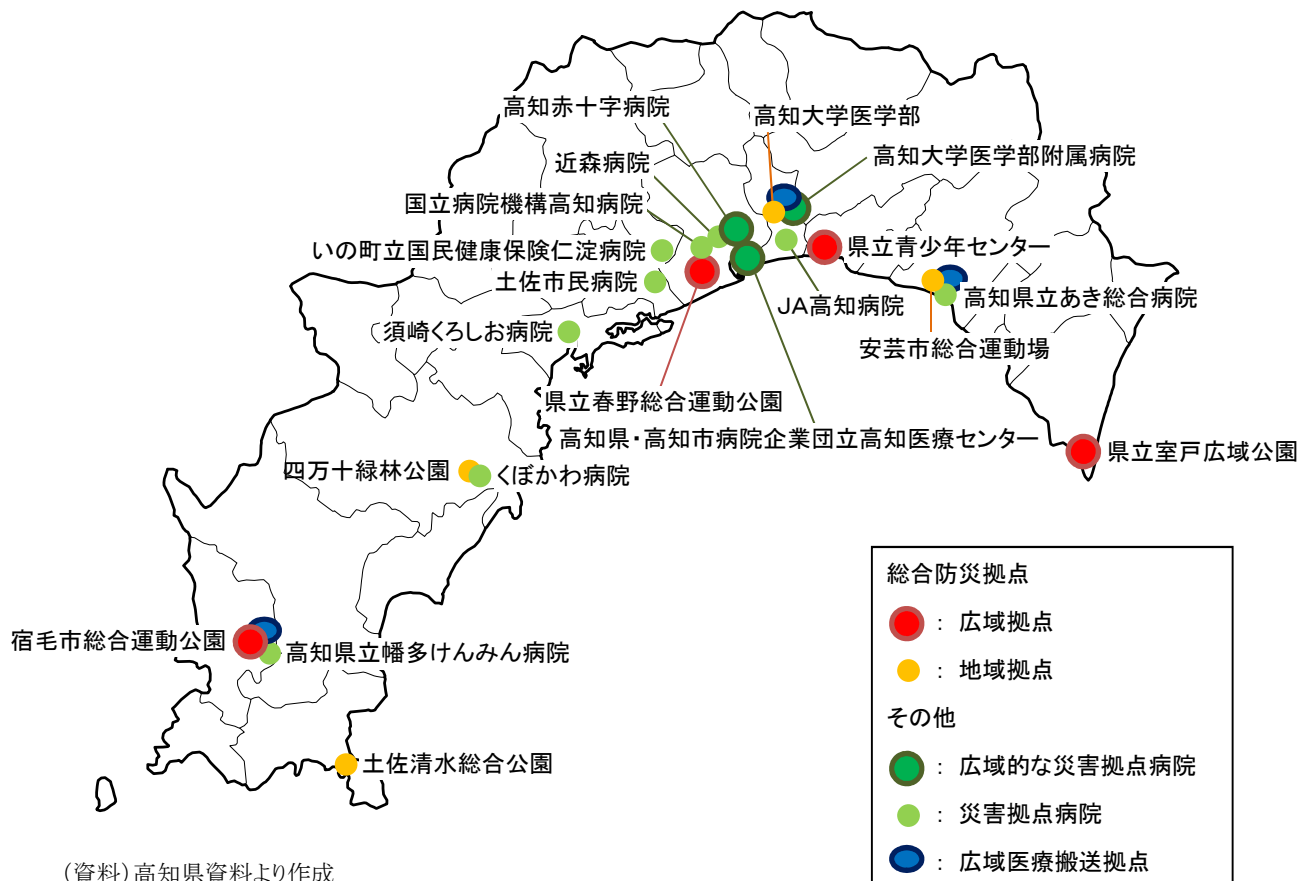 高知赤十字病院
高知大学医学部
近森病院
高知大学医学部附属病院
国立病院機構高知病院
いの町立国民健康保険仁淀病院
県立青少年センター
土佐市民病院
高知県立あき総合病院
JA高知病院
須崎くろしお病院
安芸市総合運動場
県立春野総合運動公園
高知県・高知市病院企業団立高知医療センター
県立室戸広域公園
四万十緑林公園
くぼかわ病院
宿毛市総合運動公園
高知県立幡多けんみん病院
土佐清水総合公園
総合防災拠点
： 広域拠点
： 地域拠点
その他
： 広域的な災害拠点病院
： 災害拠点病院
： 広域医療搬送拠点
（資料）高知県資料より作成